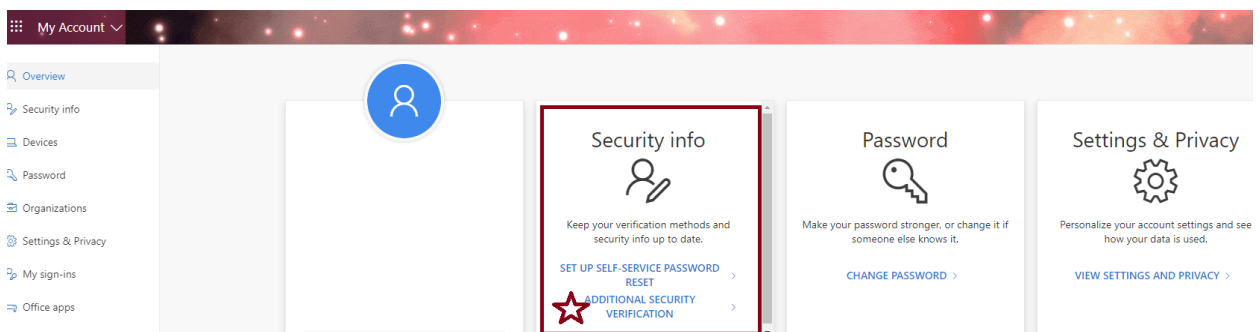 My Account
Overview
Security info
Devices
Password
Organizations
Settings & Privacy
My sign-ins
Office apps
Security info
Keep your verification methods and
security info up to date.
SET UP SELF-SERVICE PASSWORD
RESET
ADDITIONAL SECURITY
VERIFICATION
Password
Make your password stronger, or change it if
someone else knows it.
CHANGE PASSWORD
Settings & Privacy
Personalize your account settings and see
how your data is used.
VIEW SETTINGS AND PRIVACY